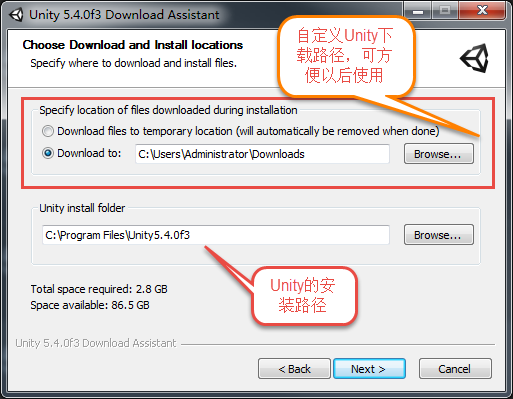 Unity 5.4.0f3 Download Assistant
Choose Download and Install locations
Specify where to download and install files.
自定义Unity下
载路径，可方
便以后使用
Specify location of files downloaded during installation
Download files to temporary location (will automatically be removed when done)
Download to:
C:\Users\Administrator\Downloads
Browse...
Unity install folder
C:\Program Files\Unity5.4.0f3
Browse...
Unity的安
装路径
Total space required: 2.8 GB
Space available: 86.5 GB
Unity 5.4.0f3 Download Assistant
< Back
Next >
Cancel